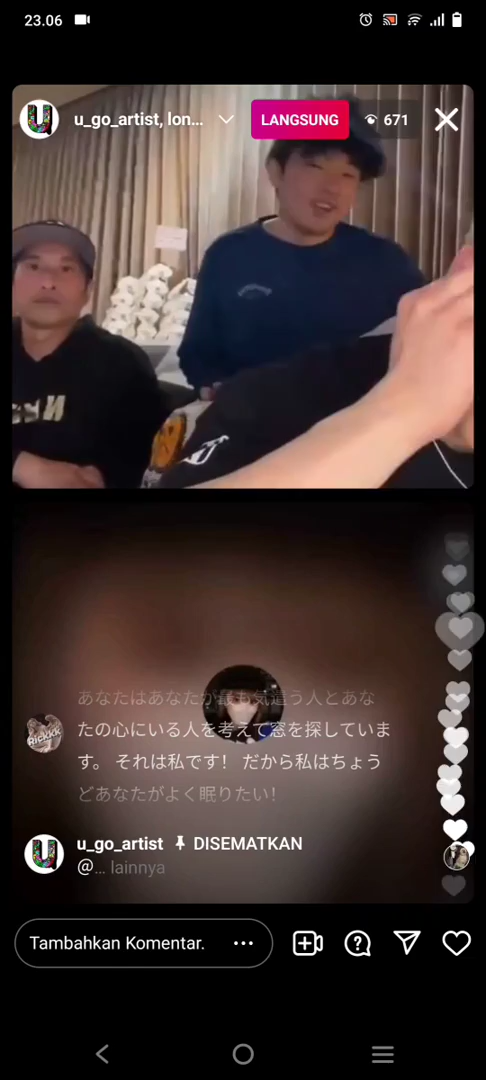 23.06
u_go_artist, lon...
LANGSUNG
671
あなたはあなたが最も気遣う人とあな
たの心にいる人を考えて窓を探していま
す。 それは私です！ だから私はちょう
どあなたがよく眠りたい！
u_go_artist DISEMATKAN
@... lainnya
Tambahkan Komentar.